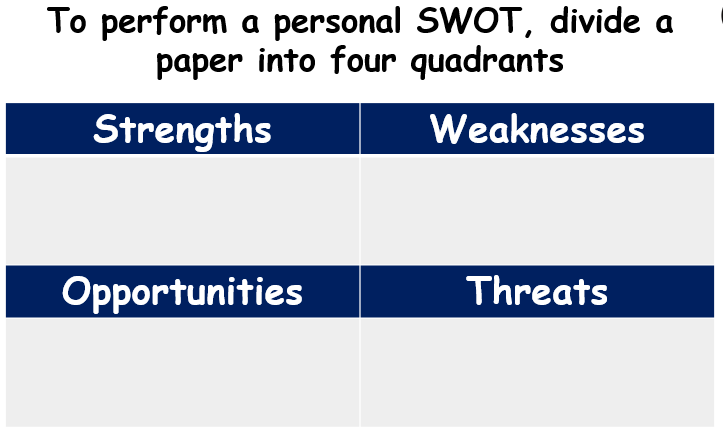 To perform a personal SWOT, divide a
paper into four quadrants
Strengths
Weaknesses
Opportunities
Threats